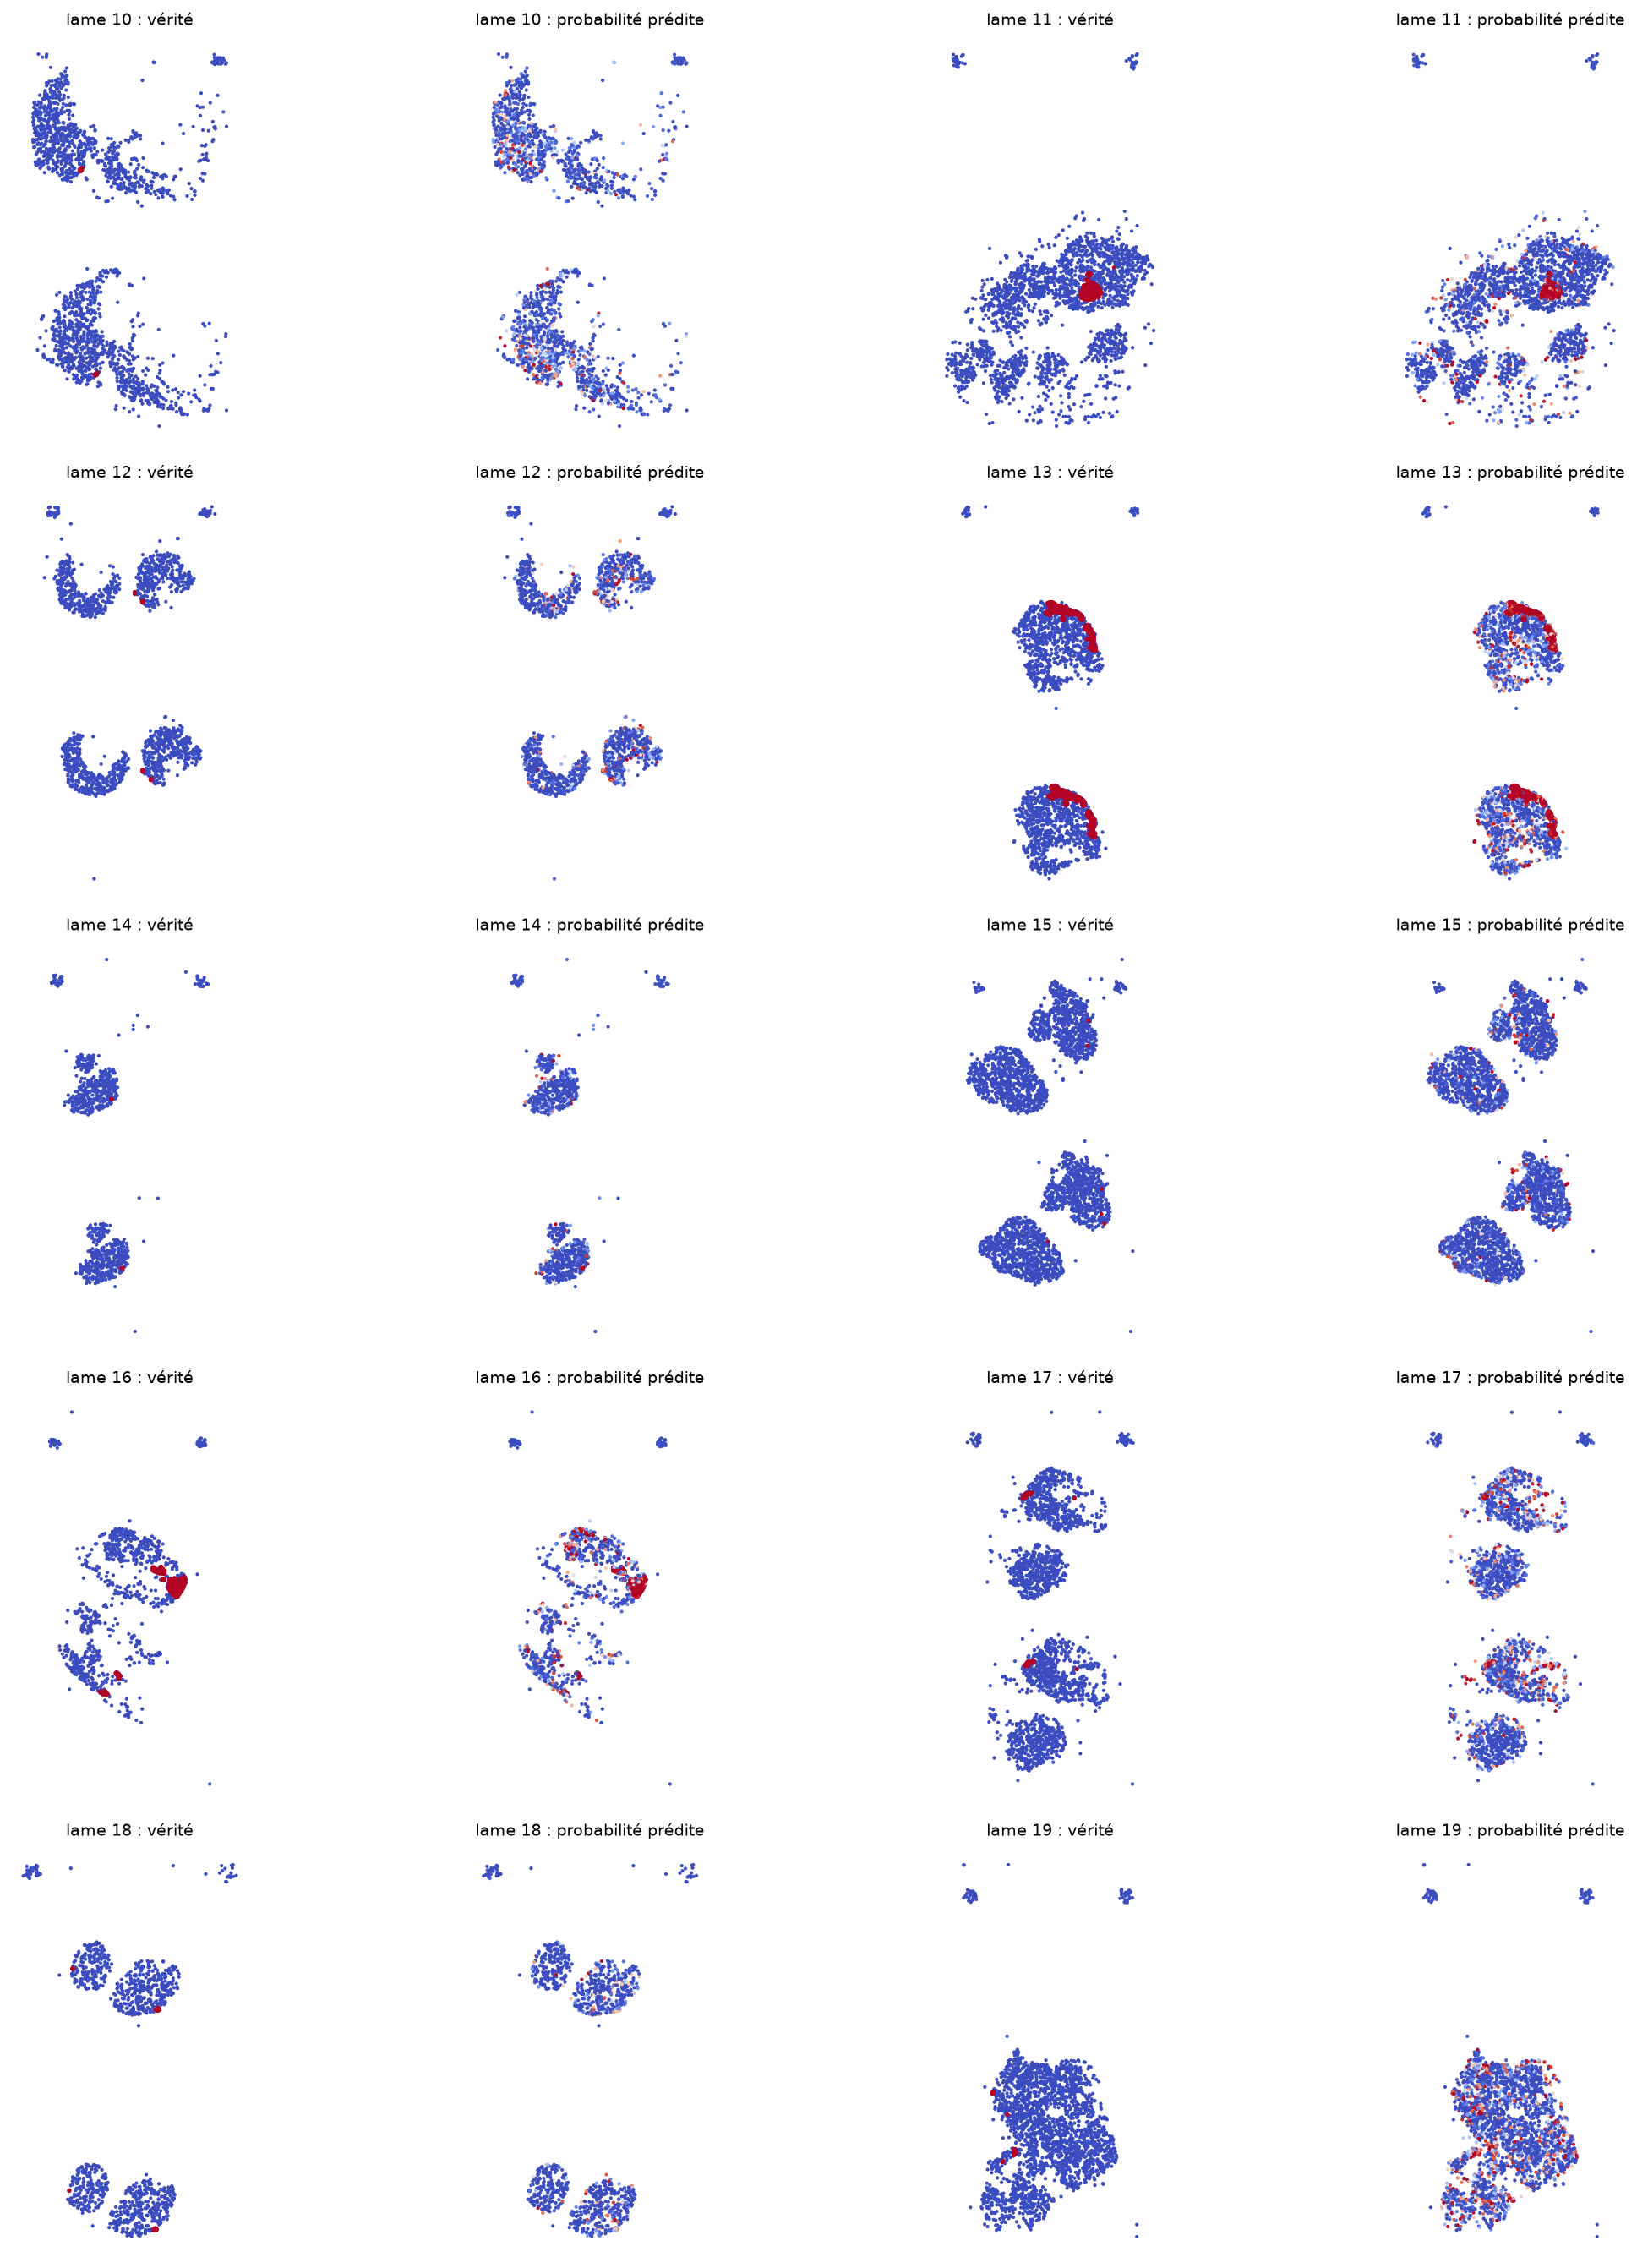 lame 10 : vérité
lame 10 : probabilité prédite
lame 11 : vérité
lame 11 : probabilité prédite
lame 12 : vérité
lame 12 : probabilité prédite
lame 13 : vérité
lame 13 : probabilité prédite
lame 14 : vérité
lame 14 : probabilité prédite
lame 15 : vérité
lame 15 : probabilité prédite
lame 16 : vérité
lame 16 : probabilité prédite
lame 17 : vérité
lame 17 : probabilité prédite
lame 18 : vérité
lame 18 : probabilité prédite
lame 19 : vérité
lame 19 : probabilité prédite